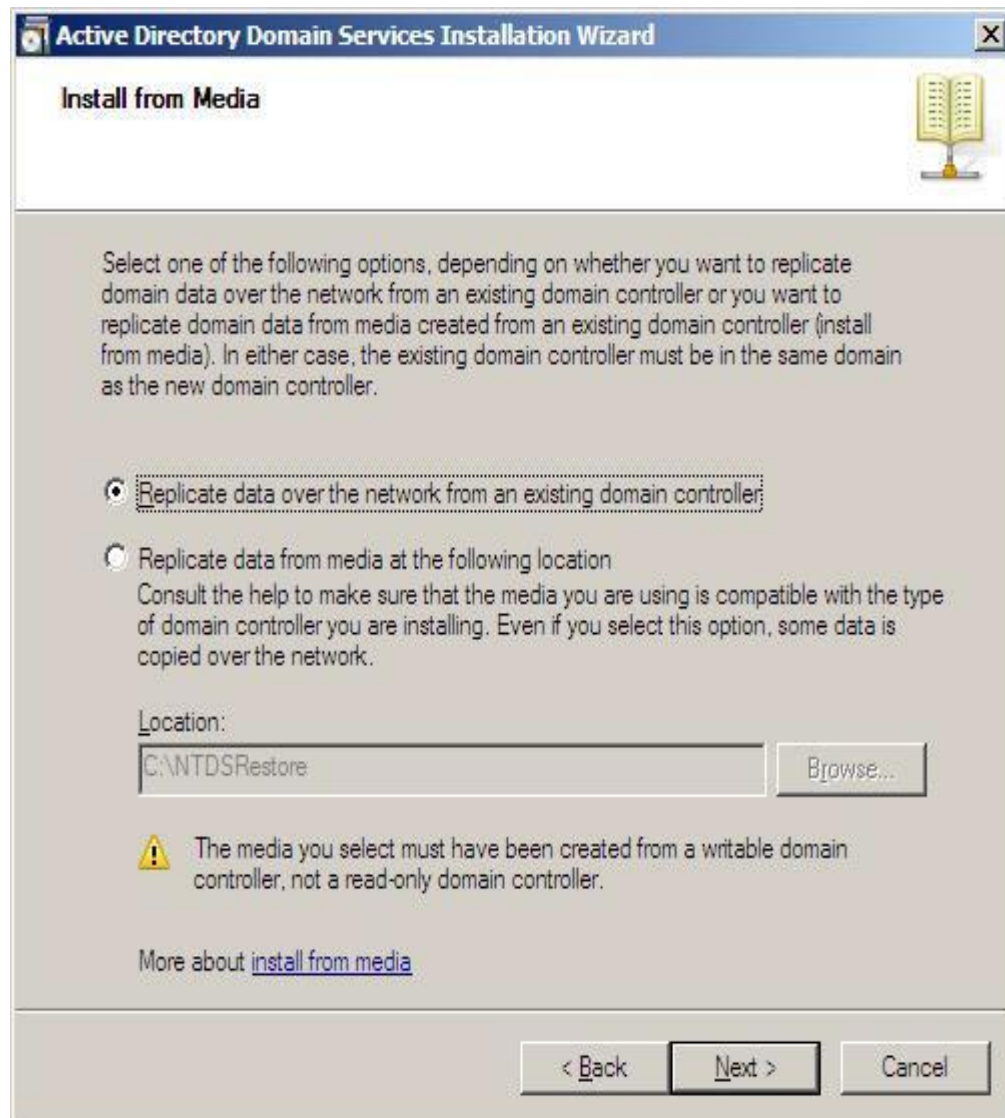 Active Directory Domain Services Installation Wizard
Install from Media
Select one of the following options, depending on whether you want to replicate
domain data over the network from an existing domain controller or you want to
replicate domain data from media created from an existing domain controller (install
from media). In either case, the existing domain controller must be in the same domain
as the new domain controller.
Replicate data over the network from an existing domain controller
Replicate data from media at the following location
Consult the help to make sure that the media you are using is compatible with the type
of domain controller you are installing. Even if you select this option, some data is
copied over the network.
Location:
C:\NTDSRestore
Browse...
The media you select must have been created from a writable domain
controller, not a read-only domain controller.
More about install from media
< Back
Next >
Cancel